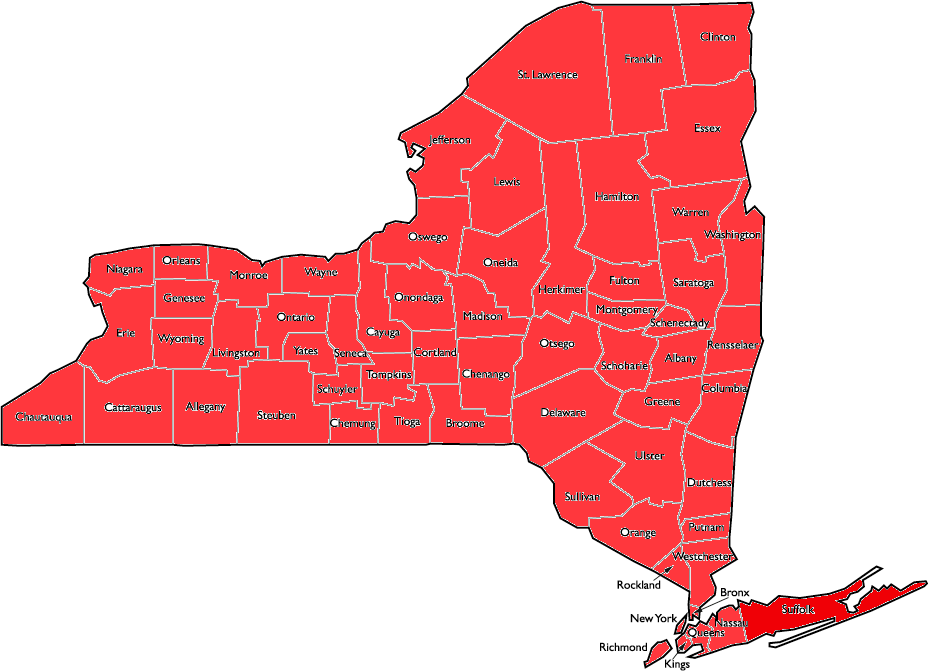 Clinton
Franklin
St. Lawrence
Essex
Jefferson
Lewis
Hamilton
Warren
Washington
Oswego
Oneida
Orleans
Niagara
Monroe
Wayne
Herkimer
Fulton
Saratoga
Genesee
Onondaga
Montgomery
Madison
Ontario
Schenectady
Erie
Wyoming
Cayuga
Otsego
Rensselaer
Livingston
Yates
Seneca
Cortland
Albany
Schoharie
Chenango
Tompkins
Schuyler
Columbia
Greene
Chautauqua
Cattaraugus
Allegany
Steuben
Delaware
Chemung
Tioga
Broome
Ulster
Dutchess
Sullivan
Putnam
Orange
Westchester
Rockland
Bronx
Suffolk
New York
Nassau
Queens
Richmond
Kings